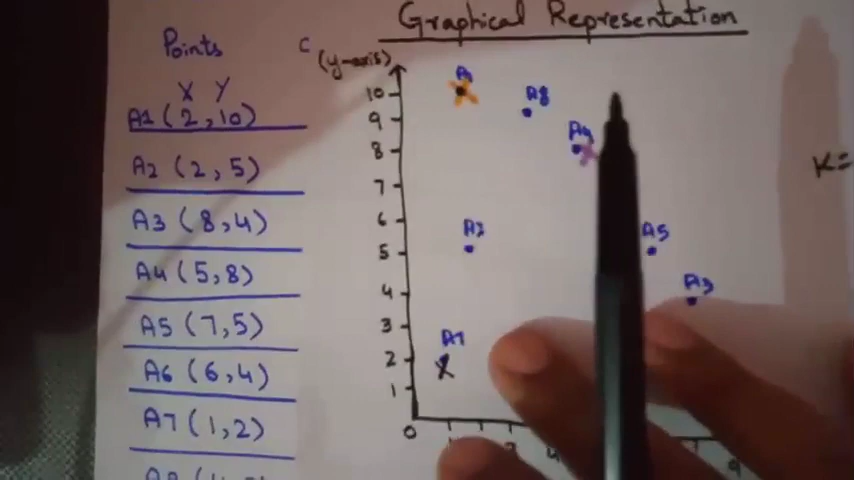 Graphical Representation
Points
C
(y-axis)
X Y
A1 (2,10)
A2 (2,5)
A3 (8,4)
A4 (5,8)
A5 (7,5)
A6 (6,4)
A7 (1,2)
10
9
8
7
6
5
4
3
2
1
0
A8
A4
A5
A3
A7
K=